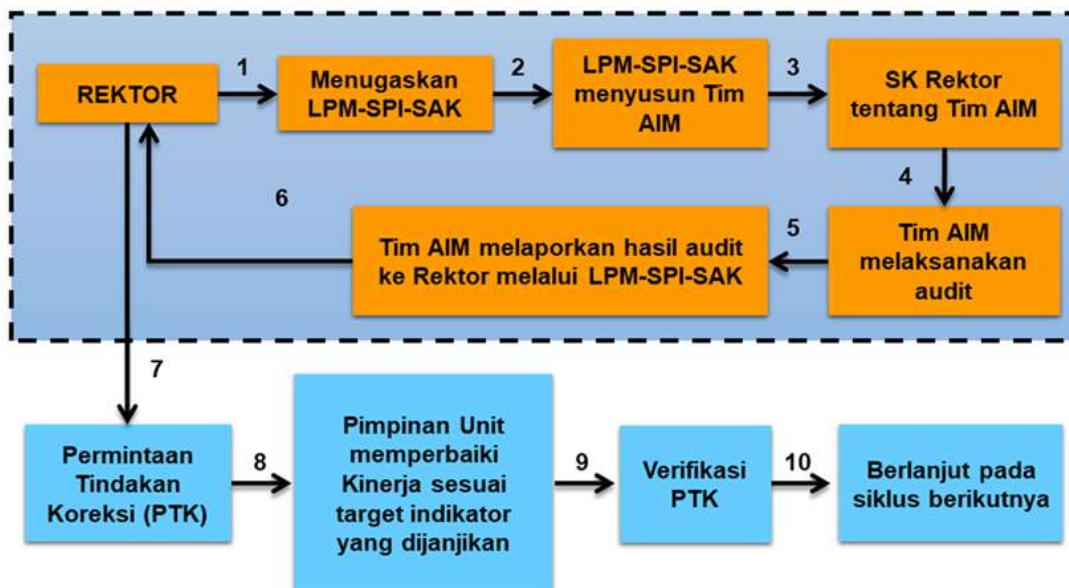 REKTOR
1
Menugaskan
LPM-SPI-SAK
2
LPM-SPI-SAK
menyusun Tim
AIM
3
SK Rektor
tentang Tim AIM
4
Tim AIM
melaksanakan
audit
5
Tim AIM melaporkan hasil audit
ke Rektor melalui LPM-SPI-SAK
6
7
Permintaan
Tindakan
Koreksi (PTK)
8
Pimpinan Unit
memperbaiki
Kinerja sesuai
target indikator
yang dijanjikan
9
Verifikasi
PTK
10
Berlanjut pada
siklus berikutnya